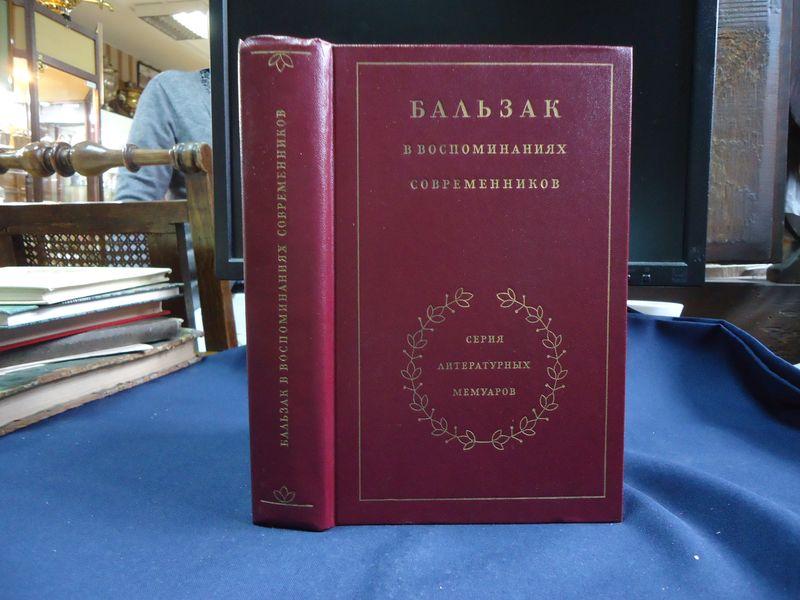 БАЛЬЗАК В ВОСПОМИНАНИЯХ СОВРЕМЕННИКОВ
БАЛЬЗАК
В ВОСПОМИНАНИЯХ
СОВРЕМЕННИКОВ
СЕРИЯ
ЛИТЕРАТУРНЫХ
МЕМУАРОВ